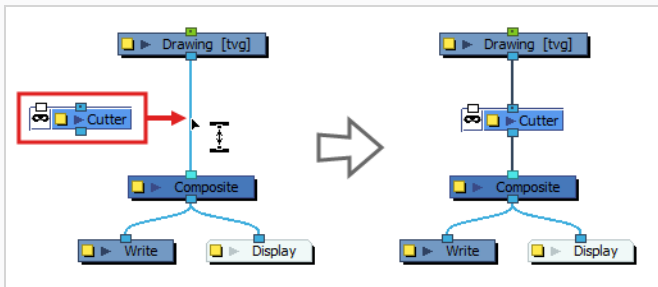 Drawing [tvg]
Cutter
Composite
Write
Display
Drawing [tvg]
Cutter
Composite
Write
Display